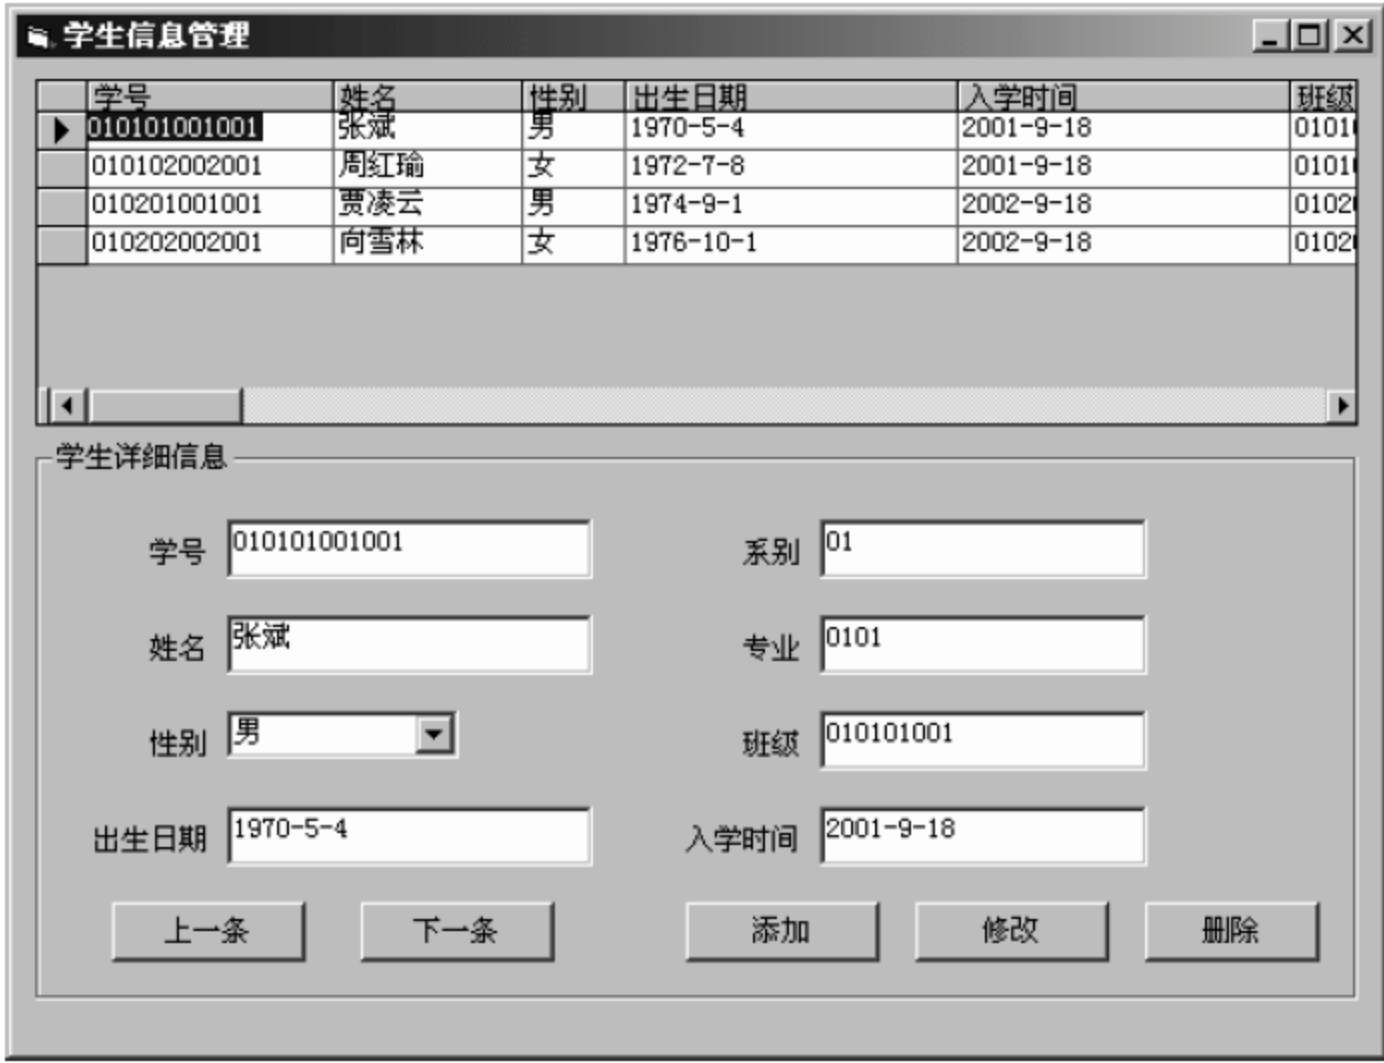 学生信息管理
学号 姓名 性别 出生日期 入学时间 班级
010101001001 张斌 男 1970-5-4 2001-9-18 0101
010102002001 周红瑜 女 1972-7-8 2001-9-18 0101
010201001001 贾凌云 男 1974-9-1 2002-9-18 0102
010202002001 向雪林 女 1976-10-1 2002-9-18 0102
学生详细信息
学号 010101001001 系别 01
姓名 张斌 专业 0101
性别 男 班级 010101001
出生日期 1970-5-4 入学时间 2001-9-18
上一条 下一条 添加 修改 删除